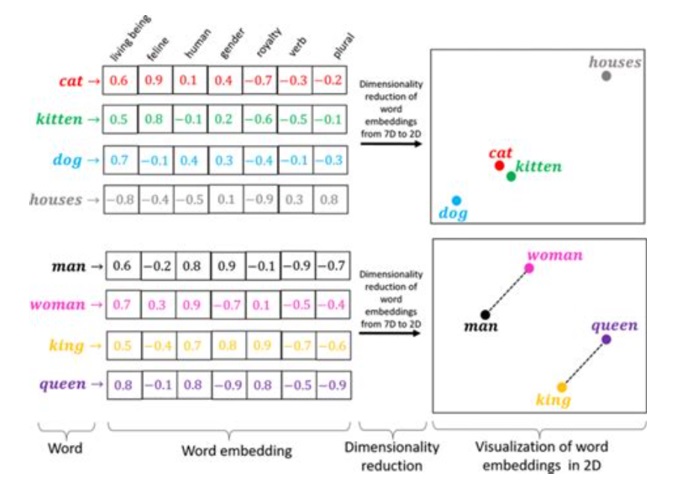 living being feline human gender royalty verb plural
cat → 0.6 0.9 0.1 0.4 −0.7 −0.3 −0.2
kitten → 0.5 0.8 −0.1 0.2 −0.6 −0.5 −0.1
dog → 0.7 −0.1 0.4 0.3 −0.4 −0.1 −0.3
houses → −0.8 −0.4 −0.5 0.1 −0.9 0.3 0.8
Dimensionality
reduction of
word
embeddings
from 7D to 2D
houses
cat
kitten
dog
man → 0.6 −0.2 0.8 0.9 −0.1 −0.9 −0.7
woman → 0.7 0.3 0.9 −0.7 0.1 −0.5 −0.4
king → 0.5 −0.4 0.7 0.8 0.9 −0.7 −0.6
queen → 0.8 −0.1 0.8 −0.9 0.8 −0.5 −0.9
Dimensionality
reduction of
word
embeddings
from 7D to 2D
woman
man
queen
king
Word
Word embedding
Dimensionality
reduction
Visualization of word
embeddings in 2D